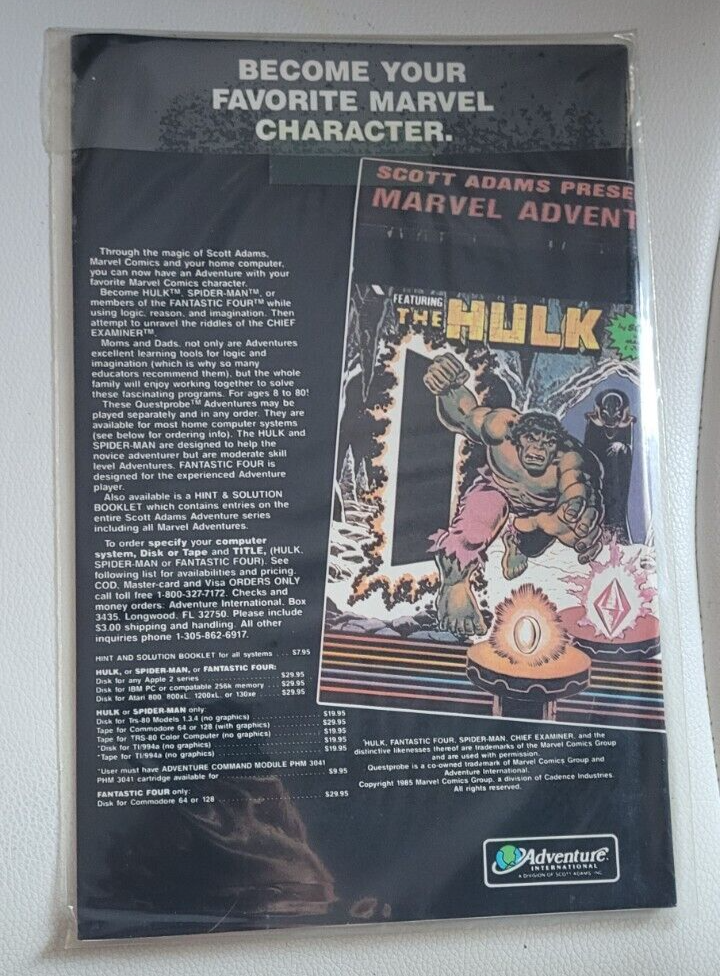 BECOME YOUR
FAVORITE MARVEL
CHARACTER.
SCOTT ADAMS PRESE
MARVEL ADVENT
FEATURING
THE HULK
Through the magic of Scott Adams,
Marvel Comics and your home computer,
you can now have an Adventure with your
favorite Marvel Comics character.
Become HULK™, SPIDER-MAN™, or
members of the FANTASTIC FOUR™ while
using logic, reason, and imagination. Then
attempt to unravel the riddles of the CHIEF
EXAMINER™.
Moms and Dads, not only are Adventures
excellent learning tools for logic and
imagination (which is why so many
educators recommend them), but the whole
family will enjoy working together to solve
these fascinating programs. For ages 8 to 80!
These Questprobe™ Adventures may be
played separately and in any order. They are
available for most home computer systems
(see below for ordering info). The HULK and
SPIDER-MAN are designed to help the
novice adventurer but are moderate skill
level Adventures. FANTASTIC FOUR is
designed for the experienced Adventure
player.
Also available is a HINT & SOLUTION
BOOKLET which contains entries on the
entire Scott Adams Adventure series
including all Marvel Adventures.
To order specify your computer
system, Disk or Tape and TITLE, (HULK,
SPIDER-MAN or FANTASTIC FOUR). See
following list for availabilities and pricing.
COD, Master-card and Visa ORDERS ONLY
call toll free 1-800-327-7172. Checks and
money orders: Adventure International, Box
3435, Longwood, FL 32750. Please include
$3.00 shipping and handling. All other
inquiries phone 1-305-862-6917.
HINT AND SOLUTION BOOKLET for all systems . . . $7.95
HULK, or SPIDER-MAN, or FANTASTIC FOUR:
Disk for any Apple 2 series . . . $29.95
Disk for IBM PC or compatable 256k memory . . . $29.95
Disk for Atari 800, 800xL, 1200xL, or 130xe . . . $29.95
HULK or SPIDER-MAN only:
Disk for Trs-80 Models 1.3.4 (no graphics) . . . $19.95
Tape for Commodore 64 or 128 (with graphics) . . . $29.95
Tape for TRS-80 Color Computer (no graphics) . . . $19.95
*Disk for TI/994a (no graphics) . . . $19.95
*Tape for TI/994a (no graphics) . . . $19.95
*User must have ADVENTURE COMMAND MODULE PHM 3041
PHM 3041 cartridge available for . . . $9.95
FANTASTIC FOUR only:
Disk for Commodore 64 or 128 . . . $29.95
HULK, FANTASTIC FOUR, SPIDER-MAN, CHIEF EXAMINER, and the
distinctive likenesses thereof are trademarks of the Marvel Comics Group
and are used with permission.
Questprobe is a co-owned trademark of Marvel Comics Group and
Adventure International.
Copyright 1985 Marvel Comics Group, a division of Cadence Industries.
All rights reserved.
Adventure
INTERNATIONAL
A DIVISION OF SCOTT ADAMS, INC.